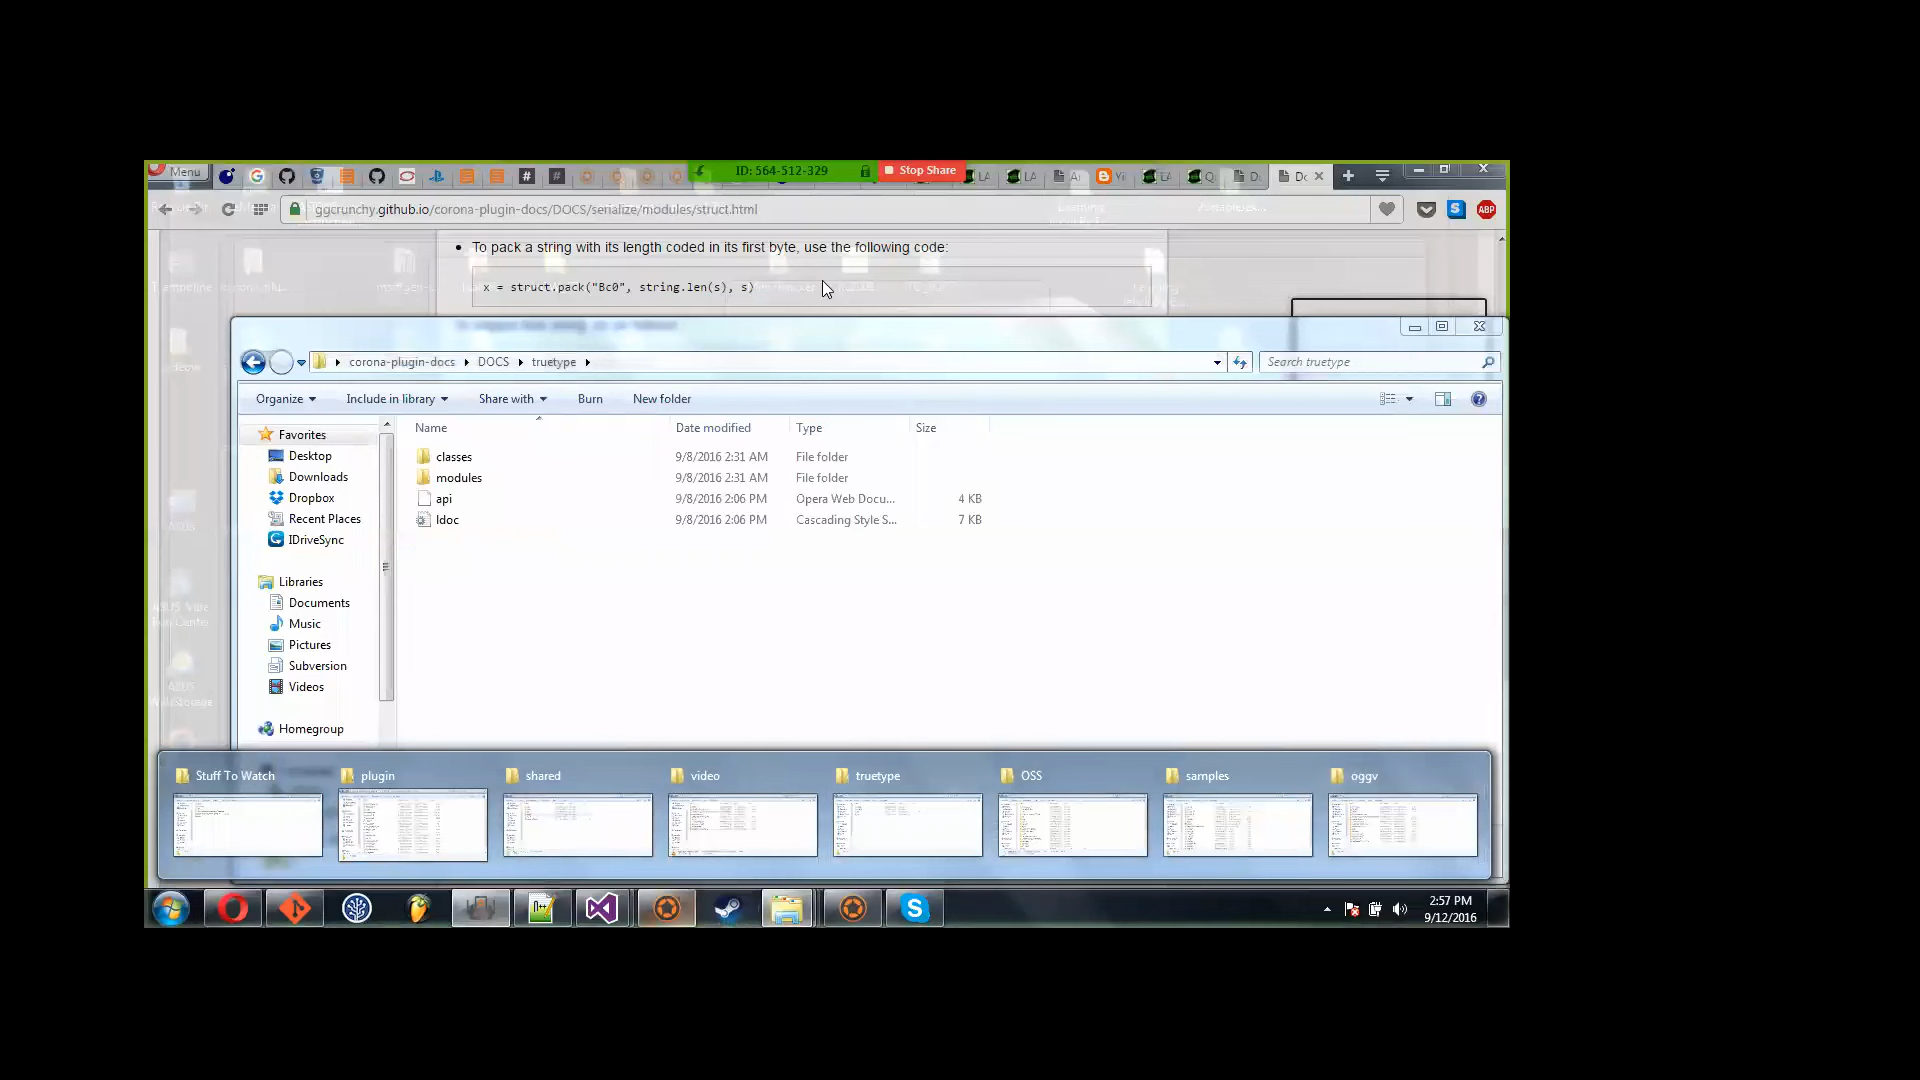 Menu
ID: 564-512-329
Stop Share
ggcrunchy.github.io/corona-plugin-docs/DOCS/serialize/modules/struct.html
ABP
To pack a string with its length coded in its first byte, use the following code:
x = struct.pack("Bc0", string.len(s), s)
corona-plugin-docs DOCS truetype
Search truetype
Organize Include in library Share with Burn New folder
Name Date modified Type Size
Favorites
Desktop
Downloads
Dropbox
Recent Places
IDriveSync
Libraries
Documents
Music
Pictures
Subversion
Videos
Homegroup
classes 9/8/2016 2:31 AM File folder
modules 9/8/2016 2:31 AM File folder
api 9/8/2016 2:06 PM Opera Web Docu... 4 KB
ldoc 9/8/2016 2:06 PM Cascading Style S... 7 KB
Stuff To Watch plugin shared video truetype OSS samples oggv
2:57 PM
9/12/2016